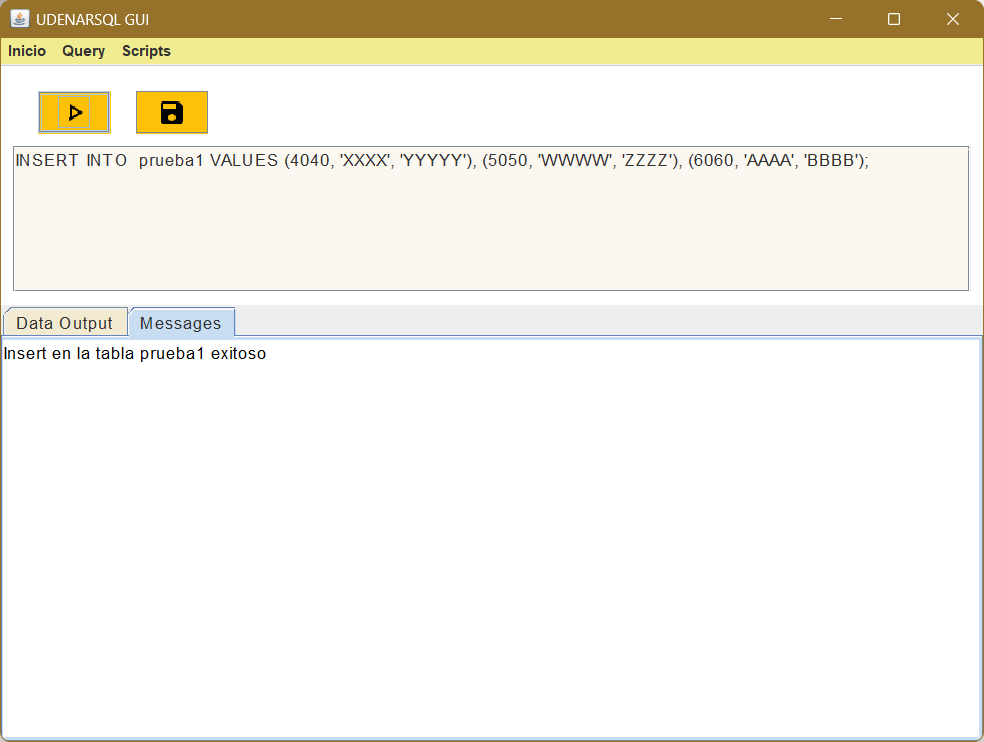 UDENARSQL GUI
Inicio Query Scripts
INSERT INTO  prueba1 VALUES (4040, 'XXXX', 'YYYYY'), (5050, 'WWWW', 'ZZZZ'), (6060, 'AAAA', 'BBBB');
Data Output Messages
Insert en la tabla prueba1 exitoso